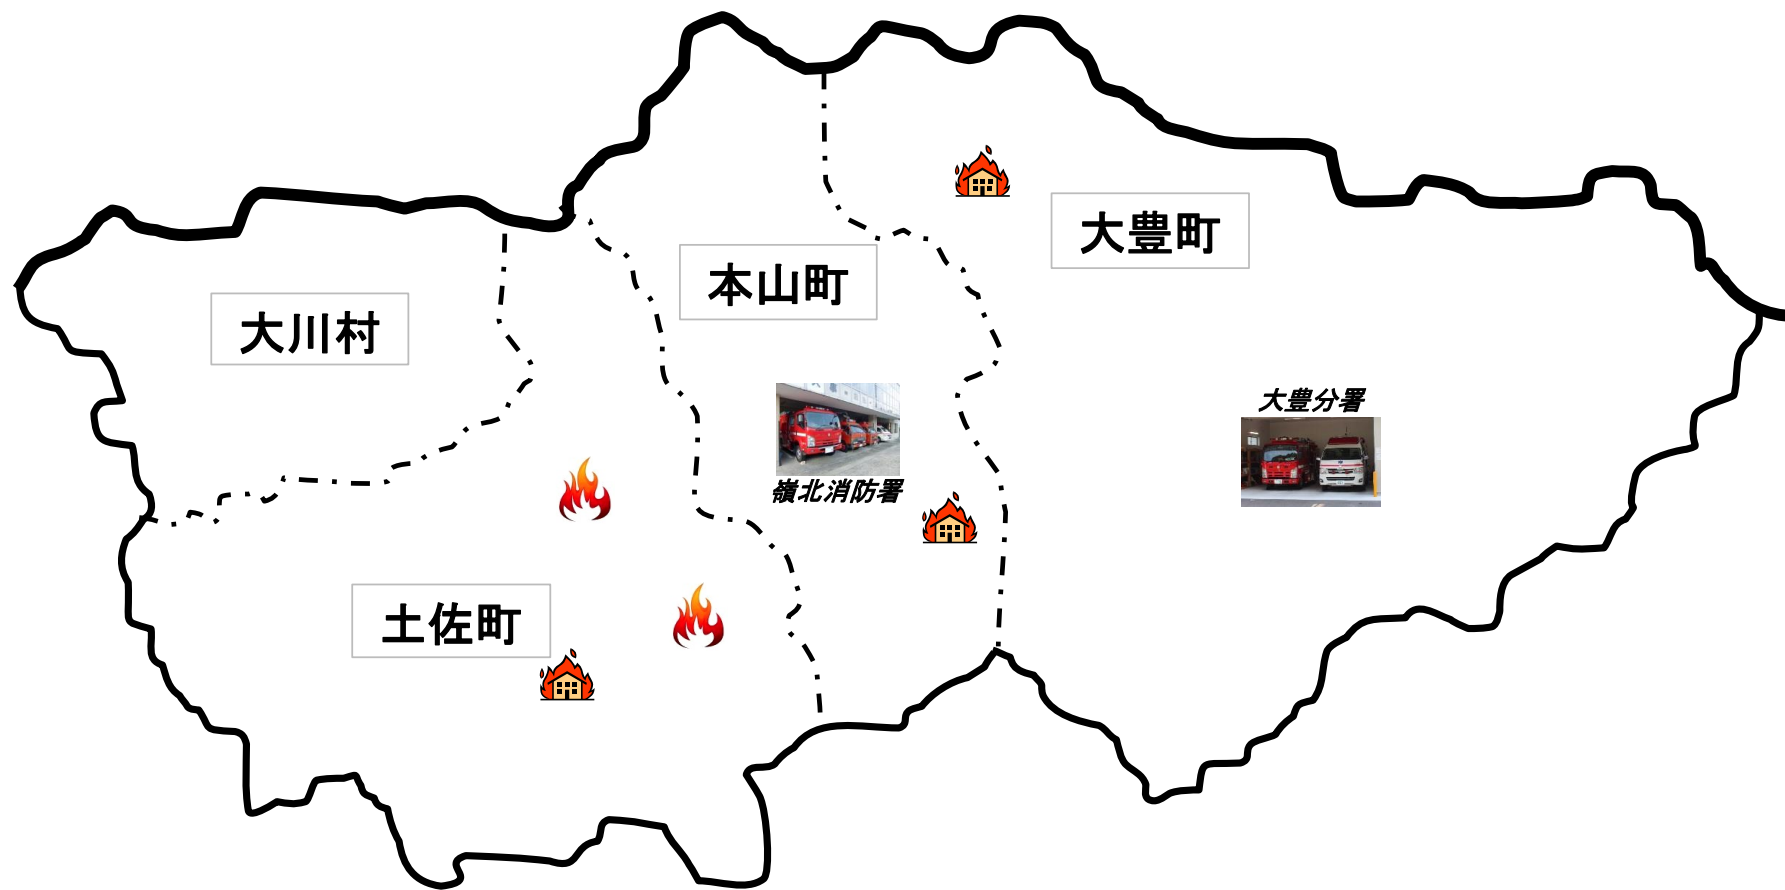 大豊町
本山町
大川村
大豊分署
嶺北消防署
土佐町